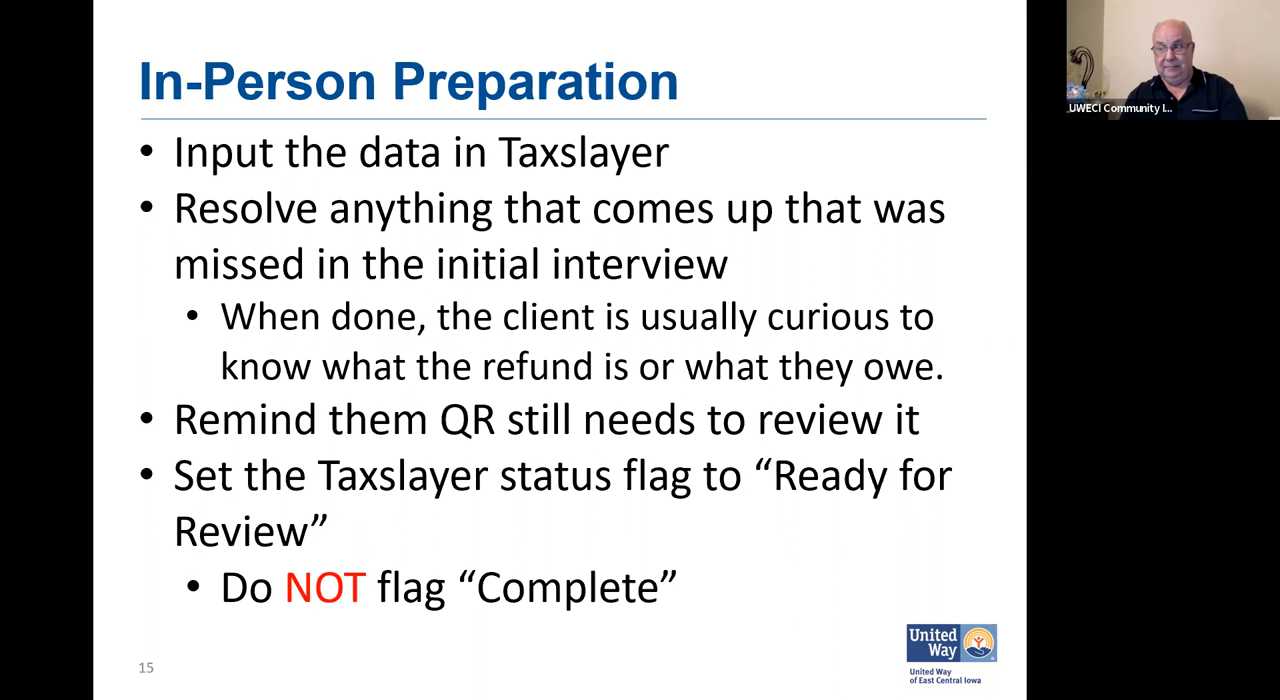 In-Person Preparation
• Input the data in Taxslayer
• Resolve anything that comes up that was
missed in the initial interview
• When done, the client is usually curious to
know what the refund is or what they owe.
• Remind them QR still needs to review it
• Set the Taxslayer status flag to “Ready for
Review”
• Do NOT flag “Complete”
15
United
Way
United Way
of East Central Iowa
UWECI Community I...